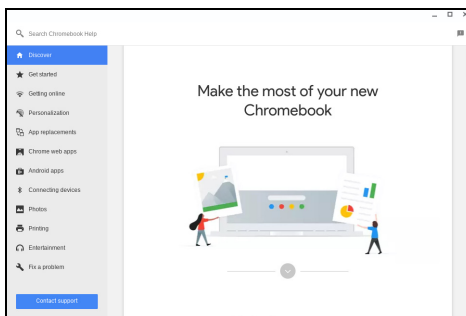 Search Chromebook Help
Discover
Get started
Getting online
Personalization
App replacements
Chrome web apps
Android apps
Connecting devices
Photos
Printing
Entertainment
Fix a problem
Contact support
Make the most of your new
Chromebook